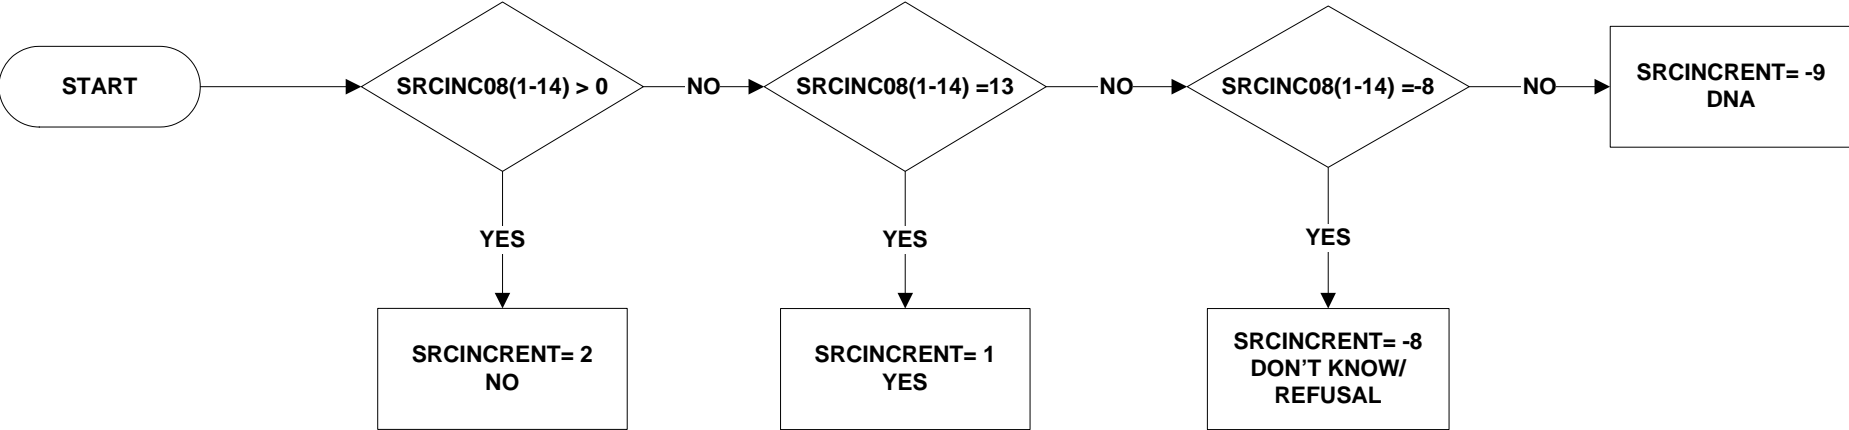 START
SRCINC08(1-14) > 0
NO
SRCINC08(1-14) =13
NO
SRCINC08(1-14) =-8
NO
SRCINCRENT= -9
DNA
YES
YES
YES
SRCINCRENT= 2
NO
SRCINCRENT= 1
YES
SRCINCRENT= -8
DON'T KNOW/
REFUSAL